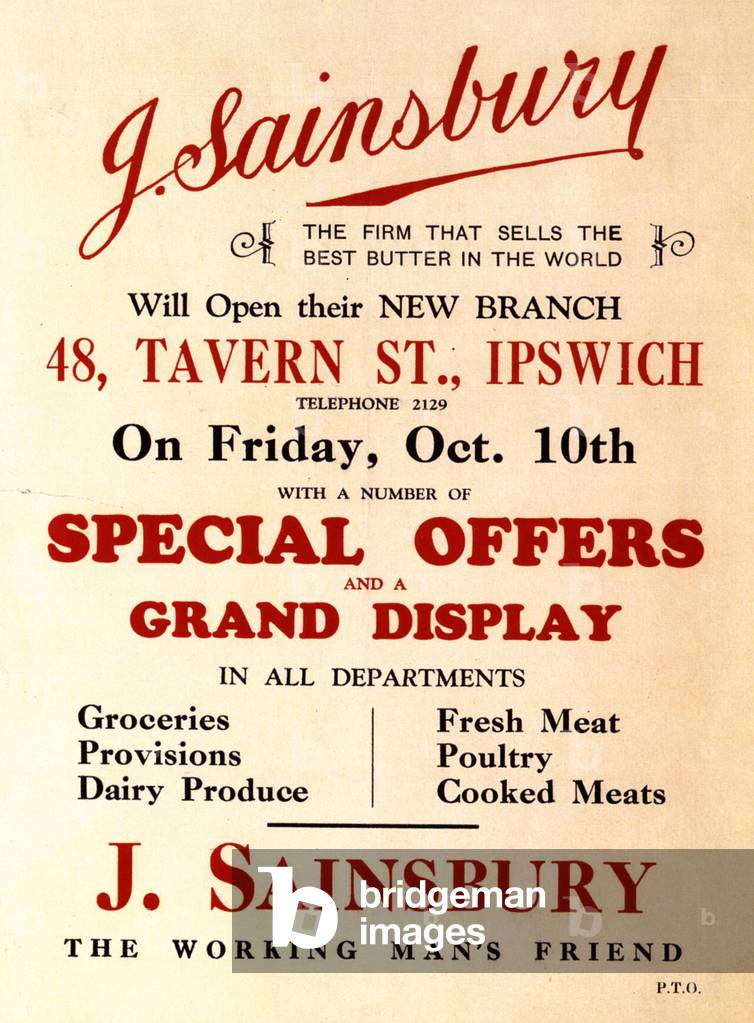 J. Sainsbury
THE FIRM THAT SELLS THE
BEST BUTTER IN THE WORLD
Will Open their NEW BRANCH
48, TAVERN ST., IPSWICH
TELEPHONE 2129
On Friday, Oct. 10th
WITH A NUMBER OF
SPECIAL OFFERS
AND A
GRAND DISPLAY
IN ALL DEPARTMENTS
Groceries
Provisions
Dairy Produce
Fresh Meat
Poultry
Cooked Meats
J. SAINSBURY
b bridgeman
images
THE WORKING MAN'S FRIEND
P.T.O.